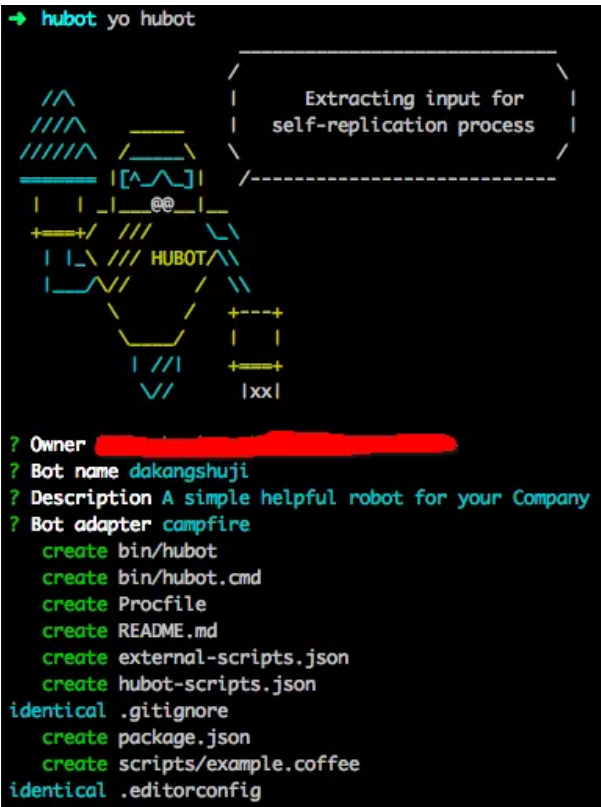 ➜ hubot yo hubot
Extracting input for
self-replication process
@@
HUBOT
|xx|
? Owner
? Bot name dakangshuji
? Description A simple helpful robot for your Company
? Bot adapter campfire
create bin/hubot
create bin/hubot.cmd
create Procfile
create README.md
create external-scripts.json
create hubot-scripts.json
identical .gitignore
create package.json
create scripts/example.coffee
identical .editorconfig